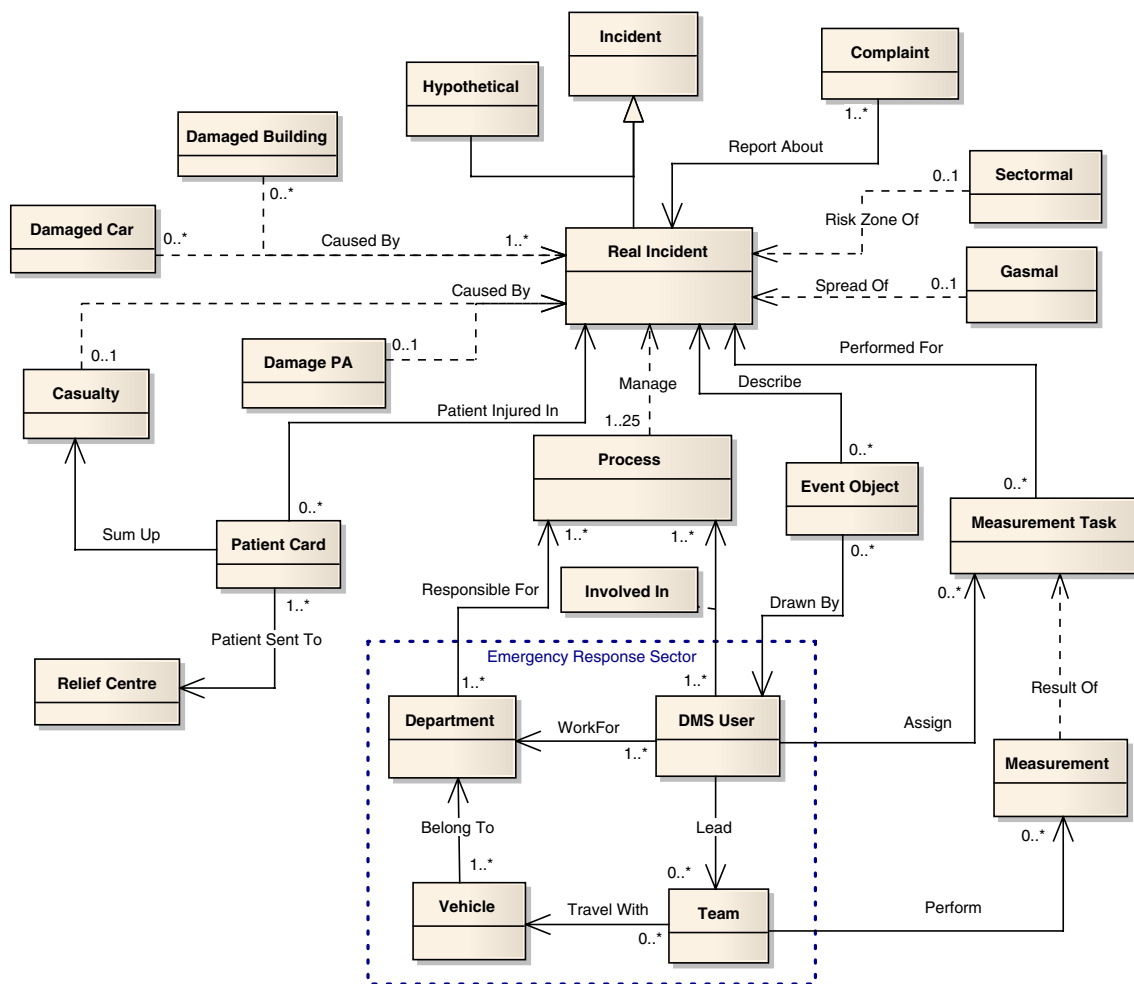 Incident
Complaint
Hypothetical
1..*
Damaged Building
Report About
Sectormal
0..1
0..*
Risk Zone Of
Damaged Car
0..*
Caused By
1..*
Real Incident
Gasmal
Caused By
Spread Of
0..1
0..1
Damage PA
0..1
Performed For
Casualty
Manage
Describe
Patient Injured In
1..25
Process
0..*
Event Object
0..*
0..*
Measurement Task
Sum Up
Patient Card
1..*
1..*
0..*
Responsible For
Involved In
0..*
1..*
Drawn By
Patient Sent To
Emergency Response Sector
Relief Centre
1..*
1..*
Result Of
Department
WorkFor
DMS User
Assign
1..*
Measurement
Belong To
Lead
0..*
1..*
0..*
Vehicle
Travel With
Team
Perform
0..*